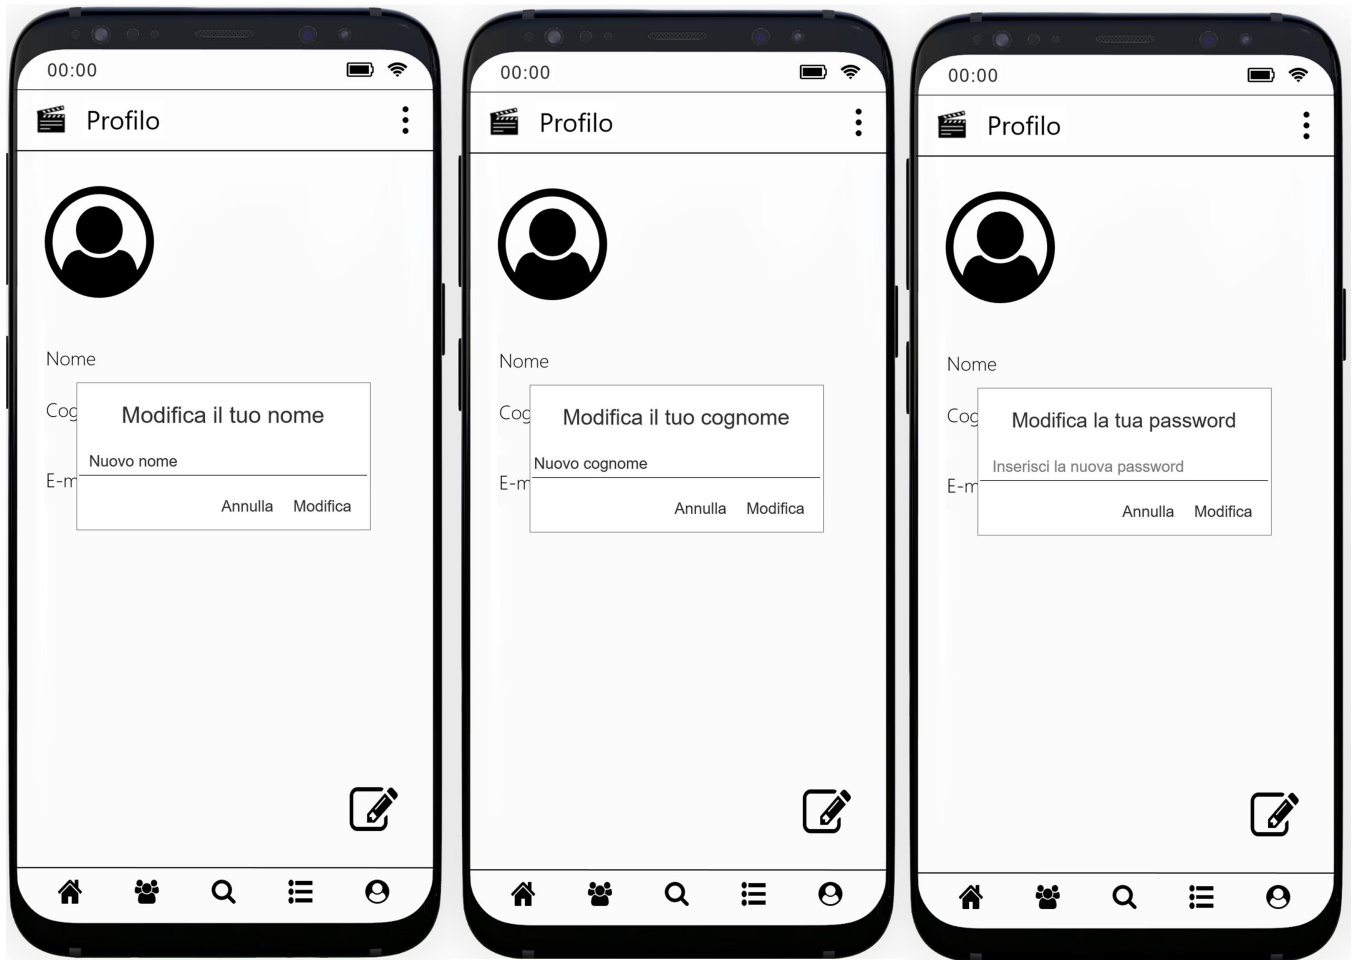 00:00
Profilo
Nome
Cog
Modifica il tuo nome
Nuovo nome
E-m
Annulla Modifica
00:00
Profilo
Nome
Cog
Modifica il tuo cognome
Nuovo cognome
E-m
Annulla Modifica
00:00
Profilo
Nome
Cog
Modifica la tua password
Inserisci la nuova password
E-m
Annulla Modifica